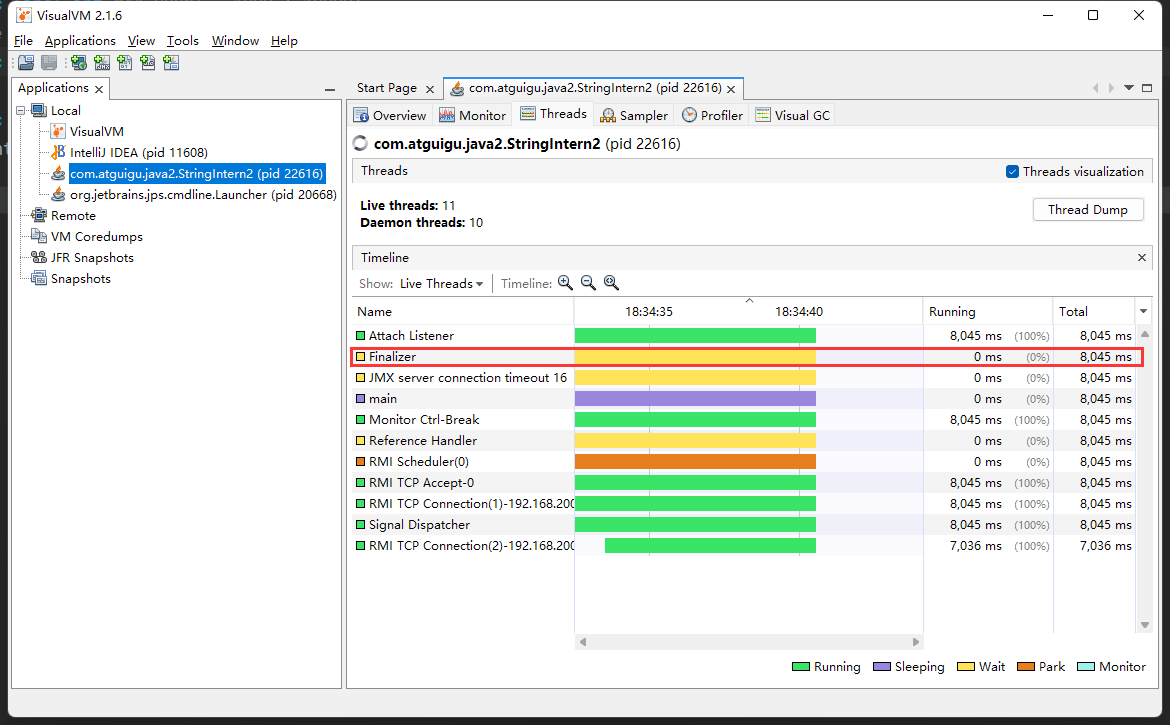 VisualVM 2.1.6
File Applications View Tools Window Help
Applications
Local
VisualVM
IntelliJ IDEA (pid 11608)
com.atguigu.java2.StringIntern2 (pid 22616)
org.jetbrains.jps.cmdline.Launcher (pid 20668)
Remote
VM Coredumps
JFR Snapshots
Snapshots
Start Page com.atguigu.java2.StringIntern2 (pid 22616)
Overview Monitor Threads Sampler Profiler Visual GC
com.atguigu.java2.StringIntern2 (pid 22616)
Threads Threads visualization
Live threads: 11
Daemon threads: 10
Thread Dump
Timeline
Show: Live Threads Timeline:
Name 18:34:35 18:34:40 Running Total
Attach Listener 8,045 ms (100%) 8,045 ms
Finalizer 0 ms (0%) 8,045 ms
JMX server connection timeout 16 0 ms (0%) 8,045 ms
main 0 ms (0%) 8,045 ms
Monitor Ctrl-Break 8,045 ms (100%) 8,045 ms
Reference Handler 0 ms (0%) 8,045 ms
RMI Scheduler(0) 0 ms (0%) 8,045 ms
RMI TCP Accept-0 8,045 ms (100%) 8,045 ms
RMI TCP Connection(1)-192.168.200 8,045 ms (100%) 8,045 ms
Signal Dispatcher 8,045 ms (100%) 8,045 ms
RMI TCP Connection(2)-192.168.200 7,036 ms (100%) 7,036 ms
Running Sleeping Wait Park Monitor